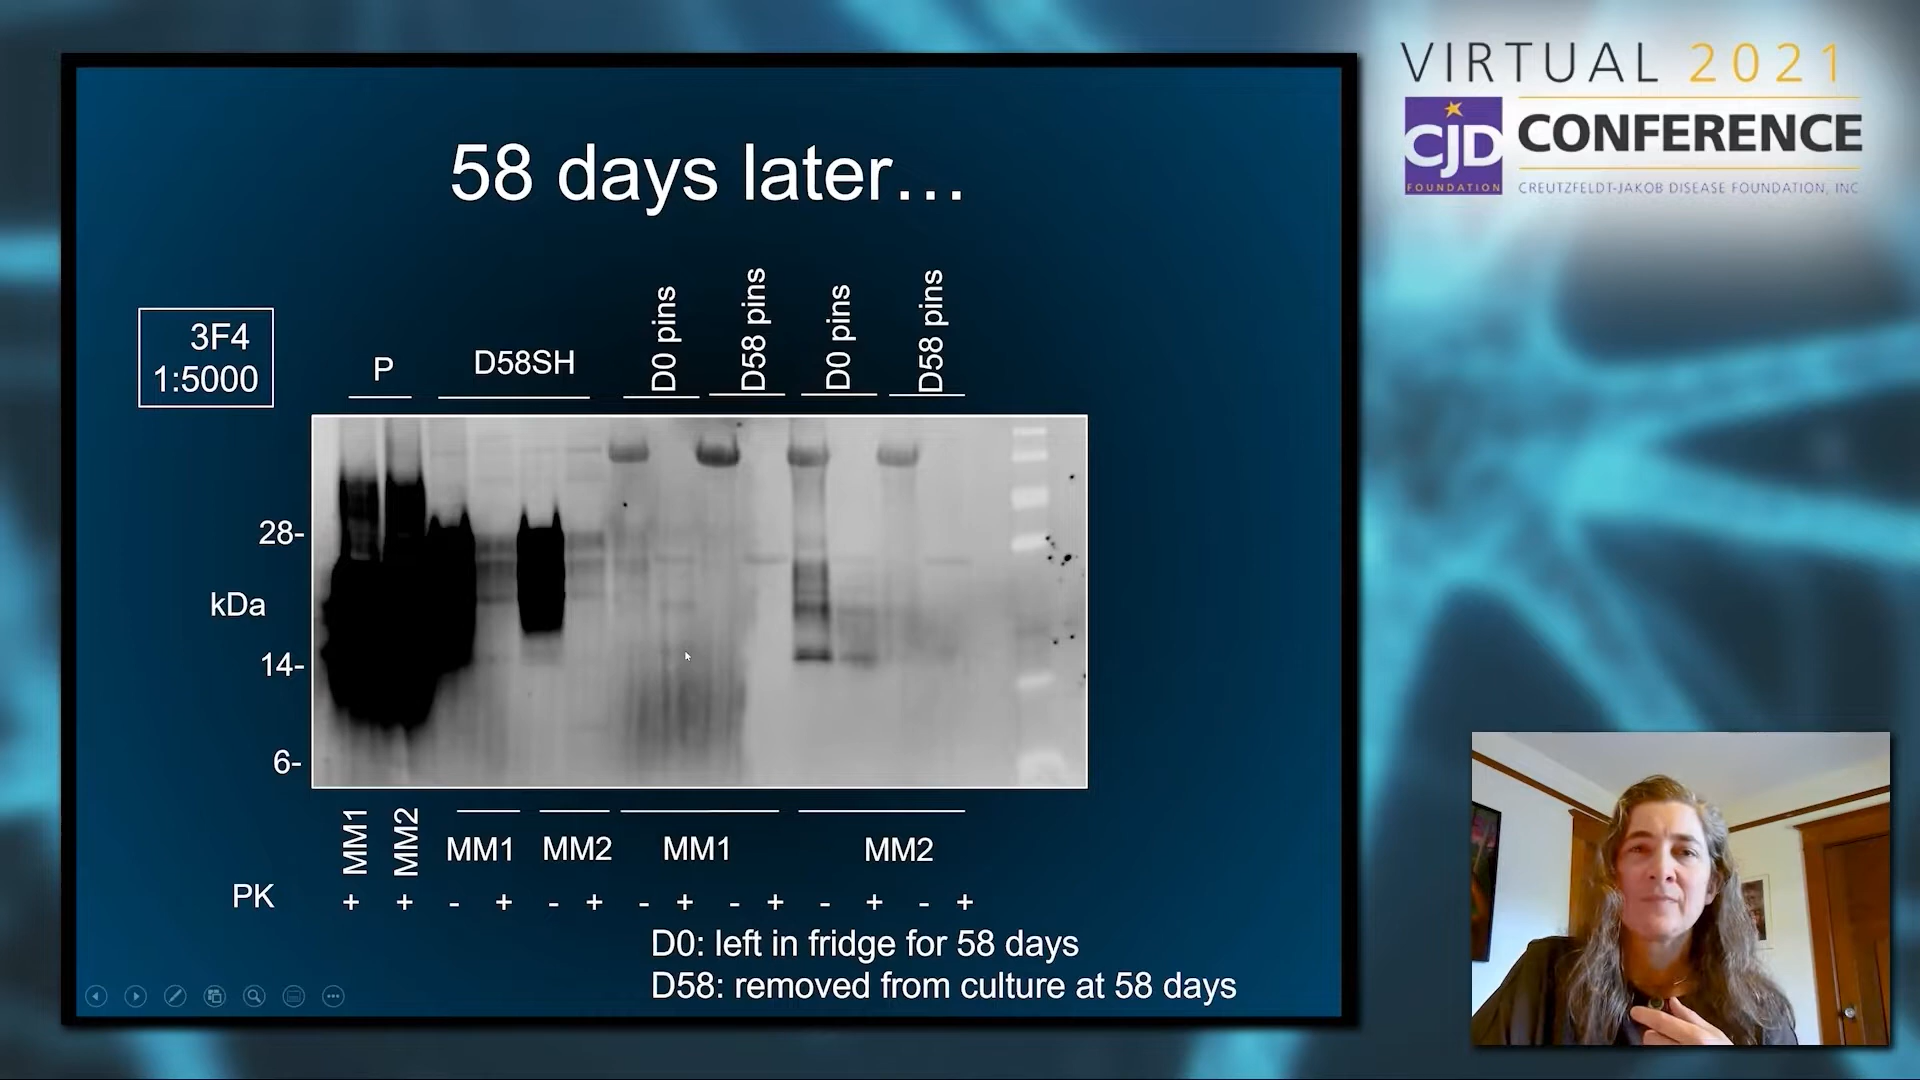 VIRTUAL 2021
CJD
FOUNDATION
CONFERENCE
CREUTZFELDT-JAKOB DISEASE FOUNDATION, INC
58 days later…
3F4
1:5000
P
D58SH
D0 pins
D58 pins
D0 pins
D58 pins
28-
kDa
14-
6-
MM1
MM2
MM1
MM2
MM1
MM2
PK
+ + - + - + - + - + - + - +
D0: left in fridge for 58 days
D58: removed from culture at 58 days